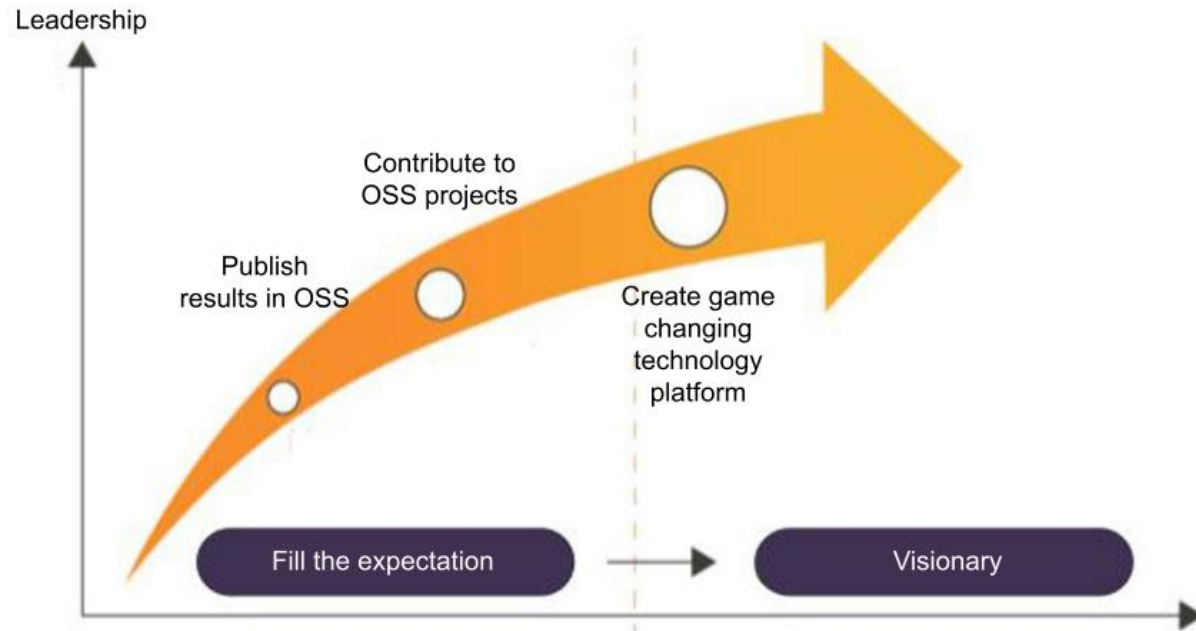 Leadership
Contribute to
OSS projects
Publish
results in OSS
Create game
changing
technology
platform
Fill the expectation
Visionary